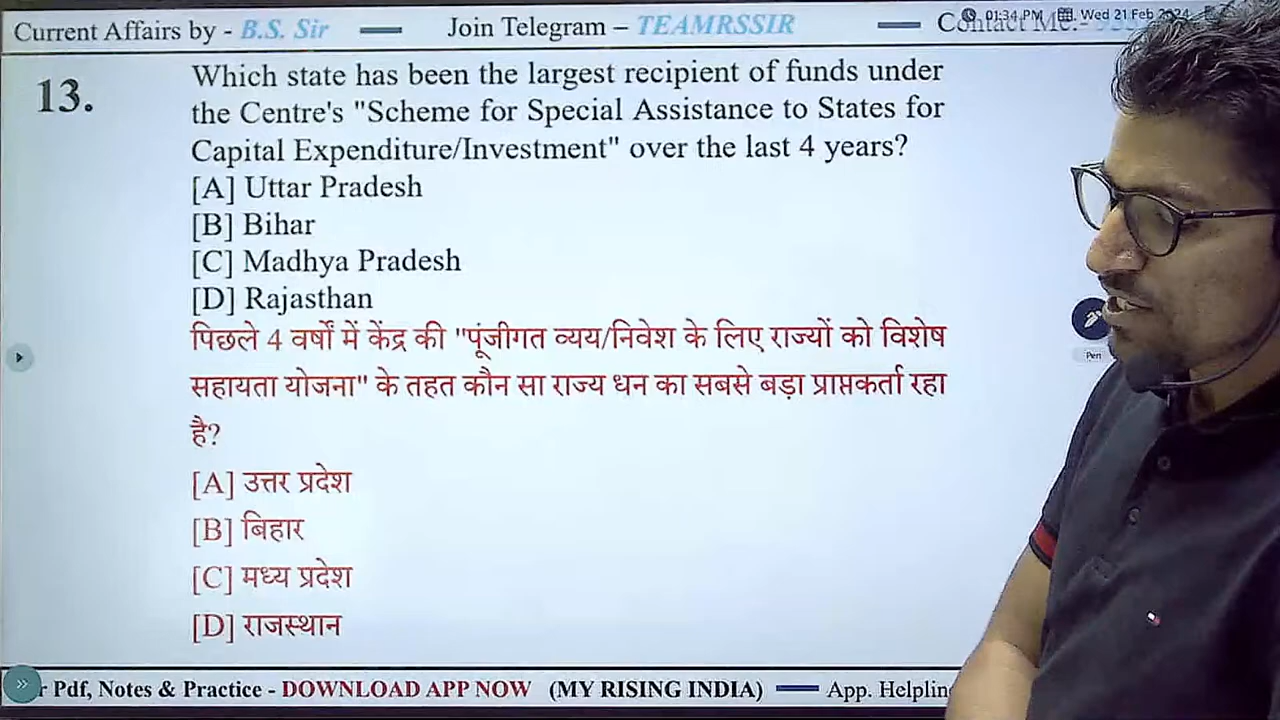 Current Affairs by - B.S. Sir Join Telegram – TEAMRSSIR Contact Me.-
01:34 PM Wed 21 Feb 2024
13. Which state has been the largest recipient of funds under
the Centre's "Scheme for Special Assistance to States for
Capital Expenditure/Investment" over the last 4 years?
[A] Uttar Pradesh
[B] Bihar
[C] Madhya Pradesh
[D] Rajasthan
पिछले 4 वर्षों में केंद्र की "पूंजीगत व्यय/निवेश के लिए राज्यों को विशेष
सहायता योजना" के तहत कौन सा राज्य धन का सबसे बड़ा प्राप्तकर्ता रहा
है?
[A] उत्तर प्रदेश
[B] बिहार
[C] मध्य प्रदेश
[D] राजस्थान
Pen
r Pdf, Notes & Practice - DOWNLOAD APP NOW (MY RISING INDIA) App. Helplin